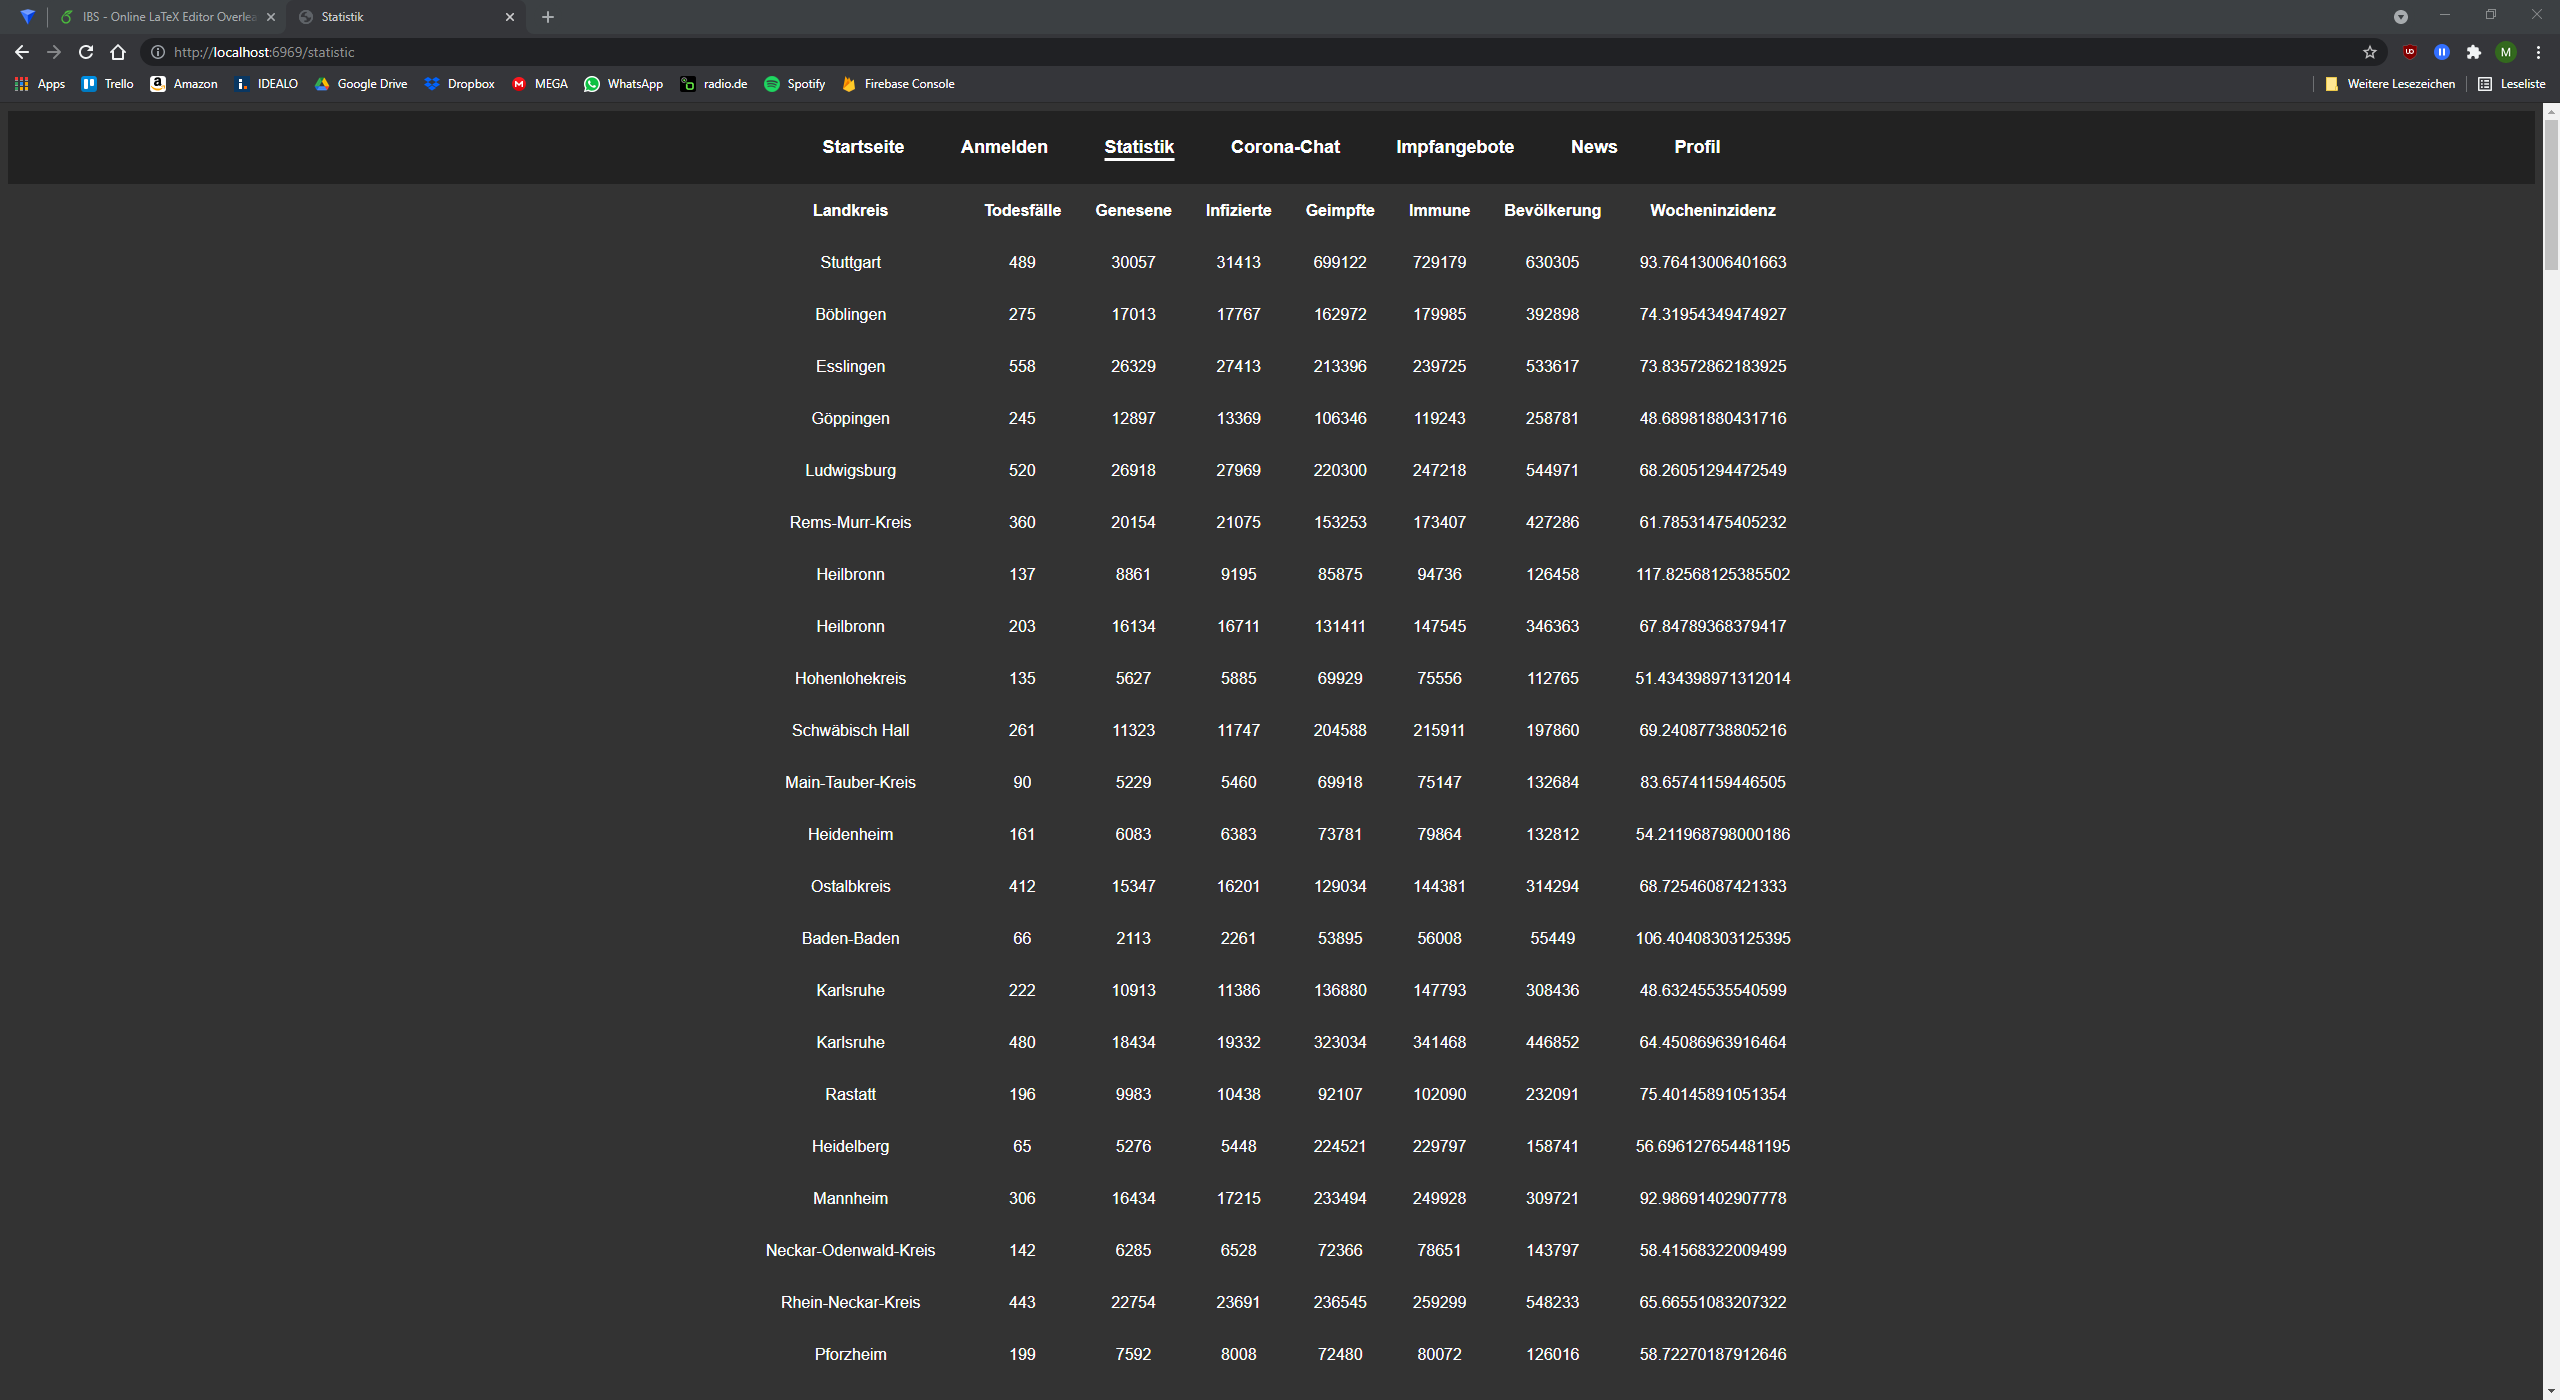 IBS - Online LaTeX Editor Overlea
Statistik
http://localhost:6969/statistic
M
Apps Trello Amazon IDEALO Google Drive Dropbox MEGA WhatsApp radio.de Spotify Firebase Console Weitere Lesezeichen Leseliste
Startseite Anmelden Statistik Corona-Chat Impfangebote News Profil
Landkreis Todesfälle Genesene Infizierte Geimpfte Immune Bevölkerung Wocheninzidenz
Stuttgart 489 30057 31413 699122 729179 630305 93.76413006401663
Böblingen 275 17013 17767 162972 179985 392898 74.31954349474927
Esslingen 558 26329 27413 213396 239725 533617 73.83572862183925
Göppingen 245 12897 13369 106346 119243 258781 48.68981880431716
Ludwigsburg 520 26918 27969 220300 247218 544971 68.26051294472549
Rems-Murr-Kreis 360 20154 21075 153253 173407 427286 61.78531475405232
Heilbronn 137 8861 9195 85875 94736 126458 117.82568125385502
Heilbronn 203 16134 16711 131411 147545 346363 67.84789368379417
Hohenlohekreis 135 5627 5885 69929 75556 112765 51.434398971312014
Schwäbisch Hall 261 11323 11747 204588 215911 197860 69.24087738805216
Main-Tauber-Kreis 90 5229 5460 69918 75147 132684 83.65741159446505
Heidenheim 161 6083 6383 73781 79864 132812 54.211968798000186
Ostalbkreis 412 15347 16201 129034 144381 314294 68.72546087421333
Baden-Baden 66 2113 2261 53895 56008 55449 106.40408303125395
Karlsruhe 222 10913 11386 136880 147793 308436 48.63245535540599
Karlsruhe 480 18434 19332 323034 341468 446852 64.45086963916464
Rastatt 196 9983 10438 92107 102090 232091 75.40145891051354
Heidelberg 65 5276 5448 224521 229797 158741 56.696127654481195
Mannheim 306 16434 17215 233494 249928 309721 92.98691402907778
Neckar-Odenwald-Kreis 142 6285 6528 72366 78651 143797 58.41568322009499
Rhein-Neckar-Kreis 443 22754 23691 236545 259299 548233 65.66551083207322
Pforzheim 199 7592 8008 72480 80072 126016 58.72270187912646